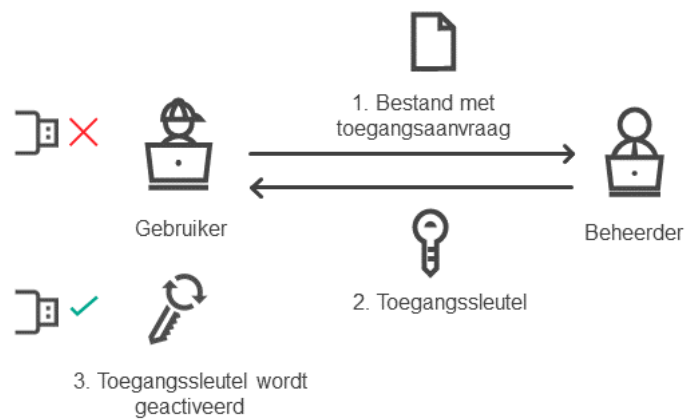 1. Bestand met
toegangsaanvraag
Gebruiker
Beheerder
2. Toegangssleutel
3. Toegangssleutel wordt
geactiveerd